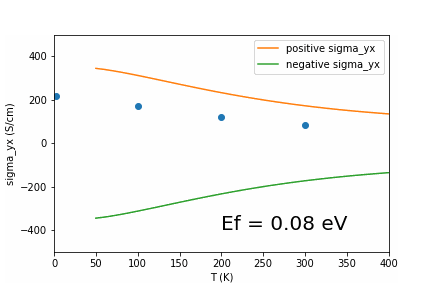 positive sigma_yx
negative sigma_yx
400
200
0
−200
−400
sigma_yx (S/cm)
Ef = 0.08 eV
0 50 100 150 200 250 300 350 400
T (K)